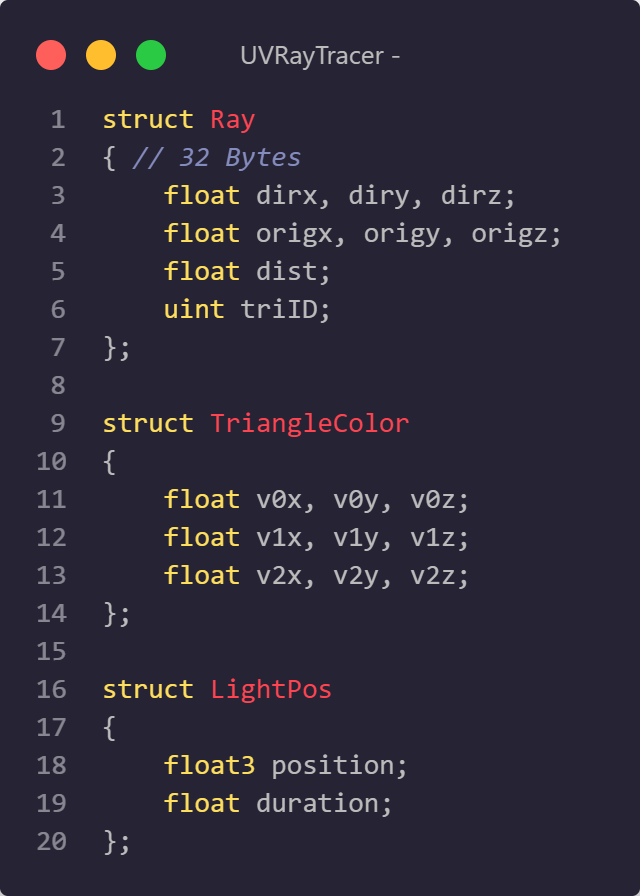 UVRayTracer -
1 struct Ray
2 { // 32 Bytes
3     float dirx, diry, dirz;
4     float origx, origy, origz;
5     float dist;
6     uint triID;
7 };
8
9 struct TriangleColor
10 {
11     float v0x, v0y, v0z;
12     float v1x, v1y, v1z;
13     float v2x, v2y, v2z;
14 };
15
16 struct LightPos
17 {
18     float3 position;
19     float duration;
20 };